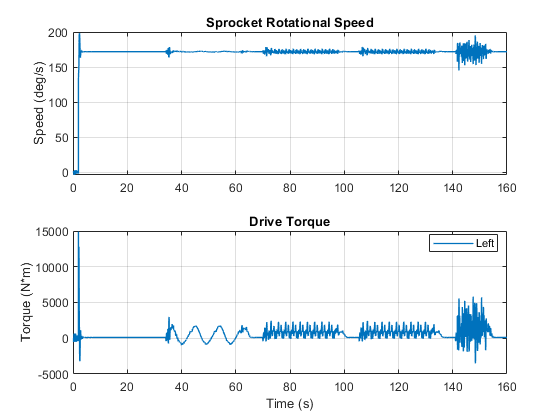 Sprocket Rotational Speed
200
150
100
50
0
Speed (deg/s)
0 20 40 60 80 100 120 140 160
Drive Torque
15000
10000
5000
0
-5000
Torque (N*m)
Left
0 20 40 60 80 100 120 140 160
Time (s)